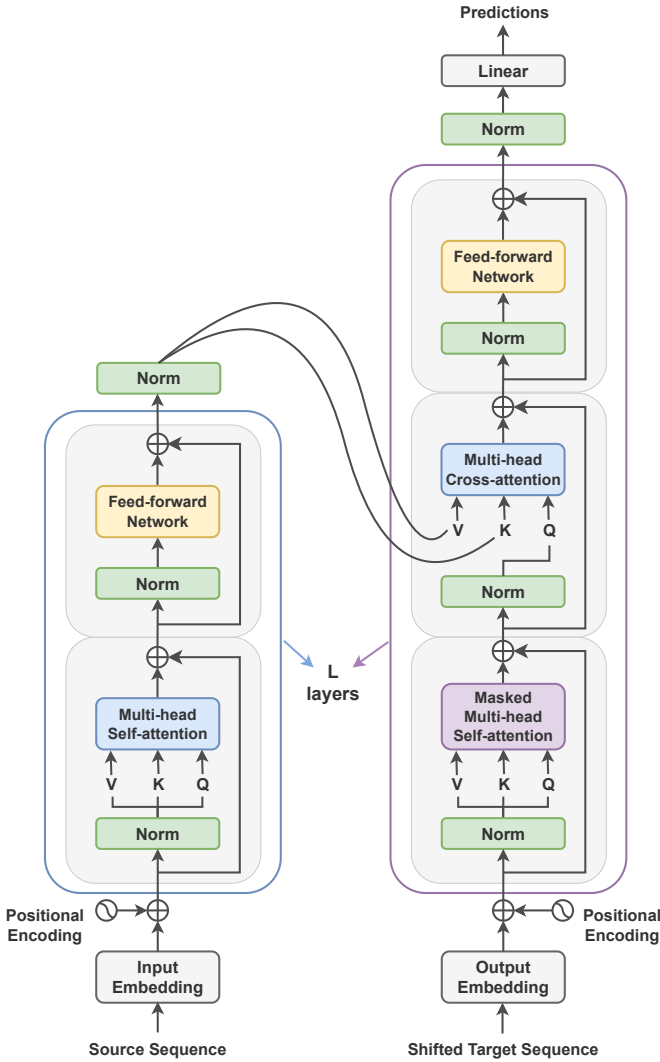 Predictions
Linear
Norm
Feed-forward
Network
Norm
Multi-head
Cross-attention
V K Q
Norm
Masked
Multi-head
Self-attention
V K Q
Norm
Positional
Encoding
Output
Embedding
Shifted Target Sequence
Norm
Feed-forward
Network
Norm
L
layers
Multi-head
Self-attention
V K Q
Norm
Positional
Encoding
Input
Embedding
Source Sequence